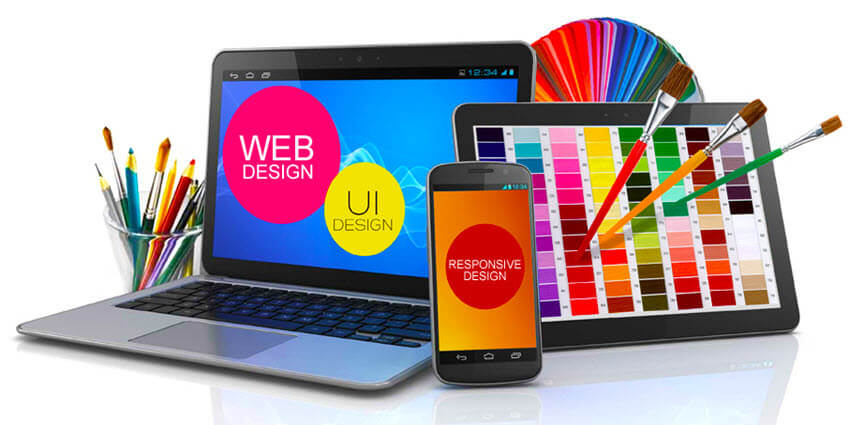 12:34
WEB
DESIGN
UI
DESIGN
12:34
RESPONSIVE
DESIGN